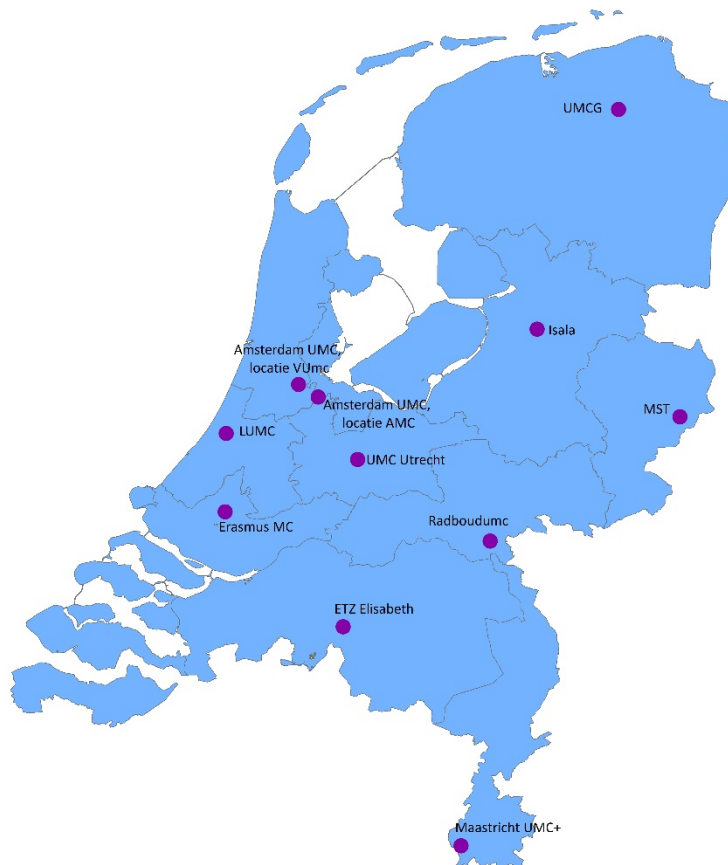 UMCG
Isala
Amsterdam UMC,
locatie VUmc
Amsterdam UMC,
locatie AMC
MST
LUMC
UMC Utrecht
Erasmus MC
Radboudumc
ETZ Elisabeth
Maastricht UMC+